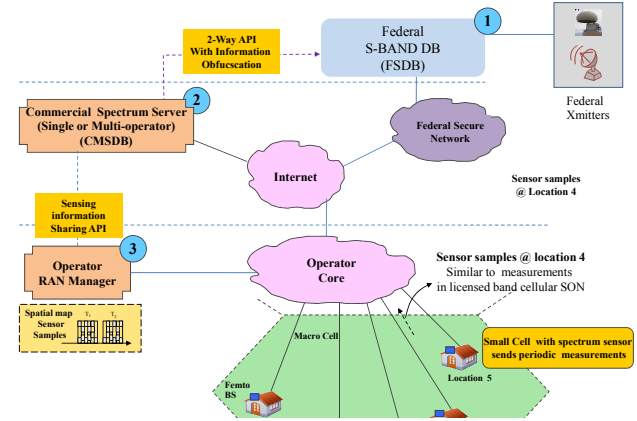 1
2-Way API
With Information
Obfuscation
Federal
S-BAND DB
(FSDB)
Federal
Xmitters
2
Commercial Spectrum Server
(Single or Multi-operator)
(CMSDB)
Federal Secure
Network
Internet
Sensor samples
@ Location 4
Sensing
information
Sharing API
3
Operator
RAN Manager
Operator
Core
Sensor samples @ location 4
Similar to measurements
in licensed band cellular SON
Spatial map
Sensor
Samples
T1
T2
Macro Cell
Small Cell with spectrum sensor
sends periodic measurements
Location 5
Femto
BS